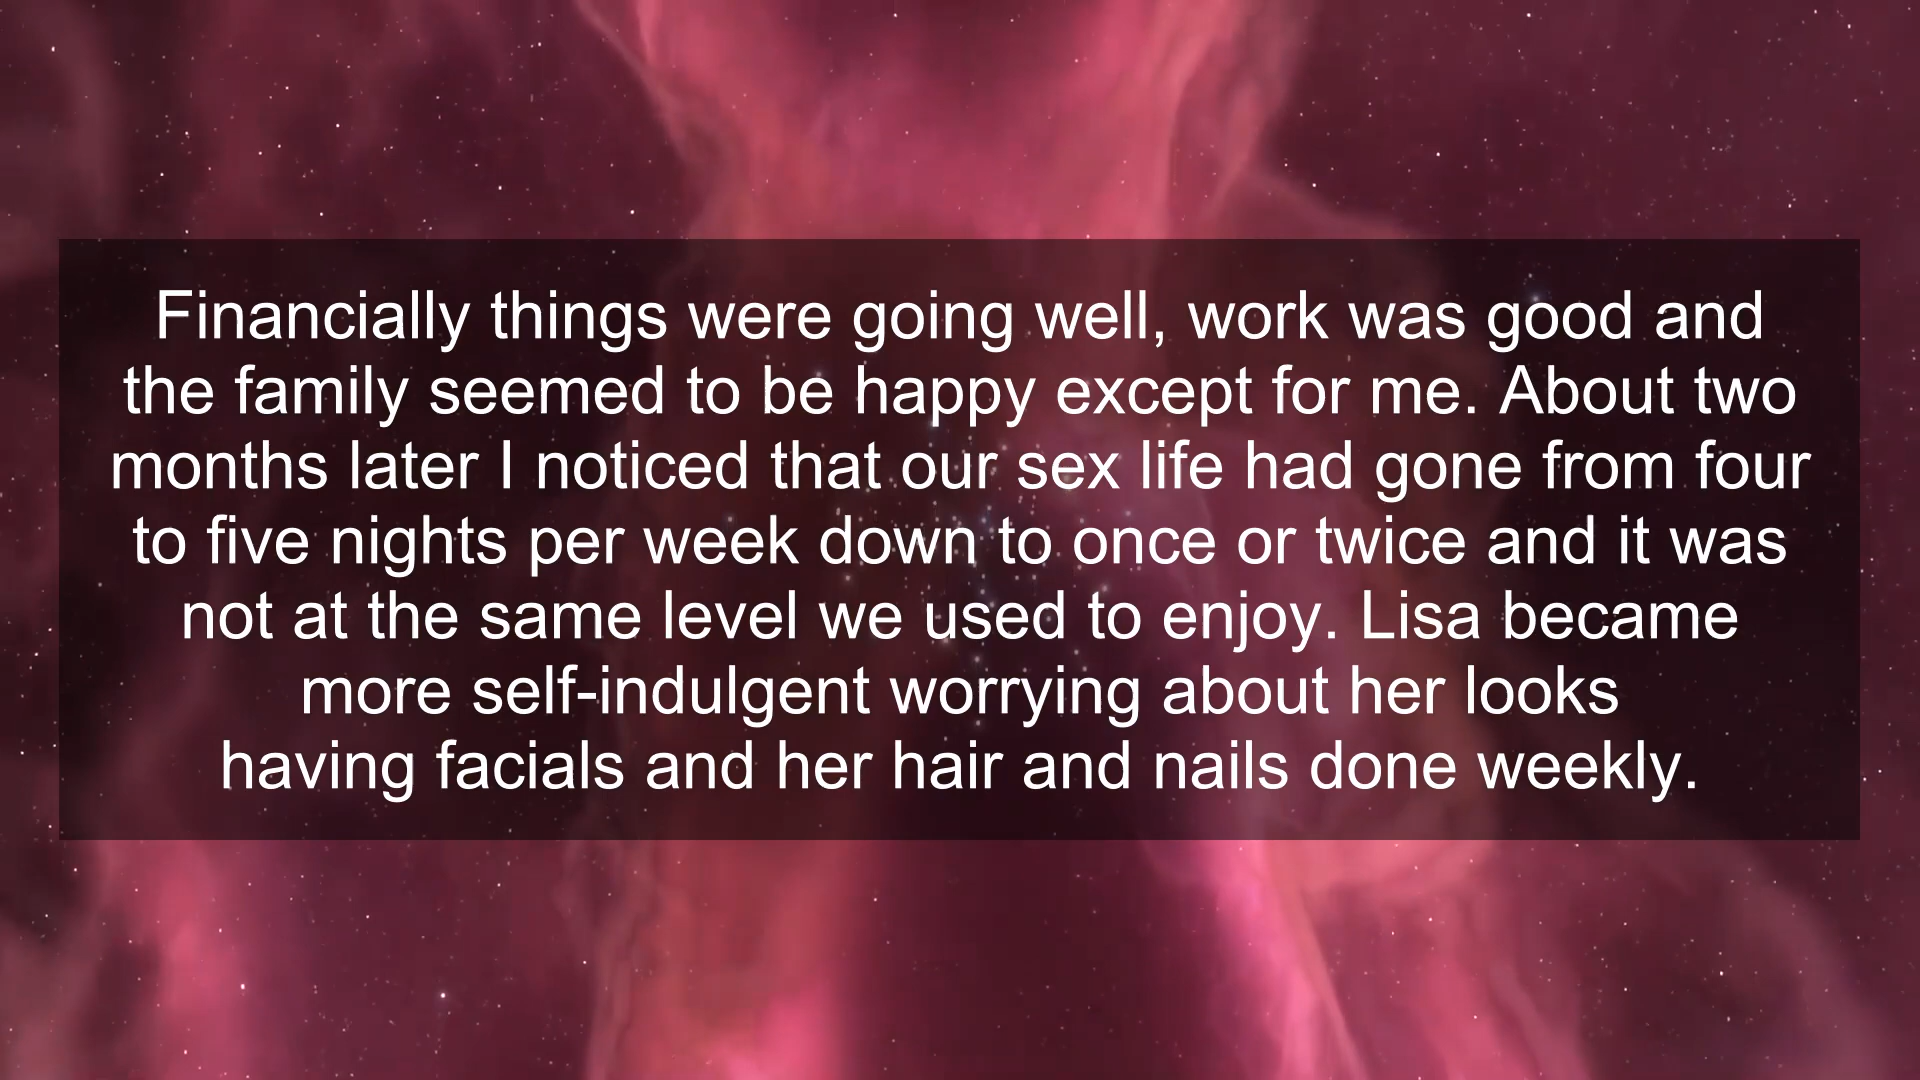 Financially things were going well, work was good and
the family seemed to be happy except for me. About two
months later I noticed that our sex life had gone from four
to five nights per week down to once or twice and it was
not at the same level we used to enjoy. Lisa became
more self-indulgent worrying about her looks
having facials and her hair and nails done weekly.